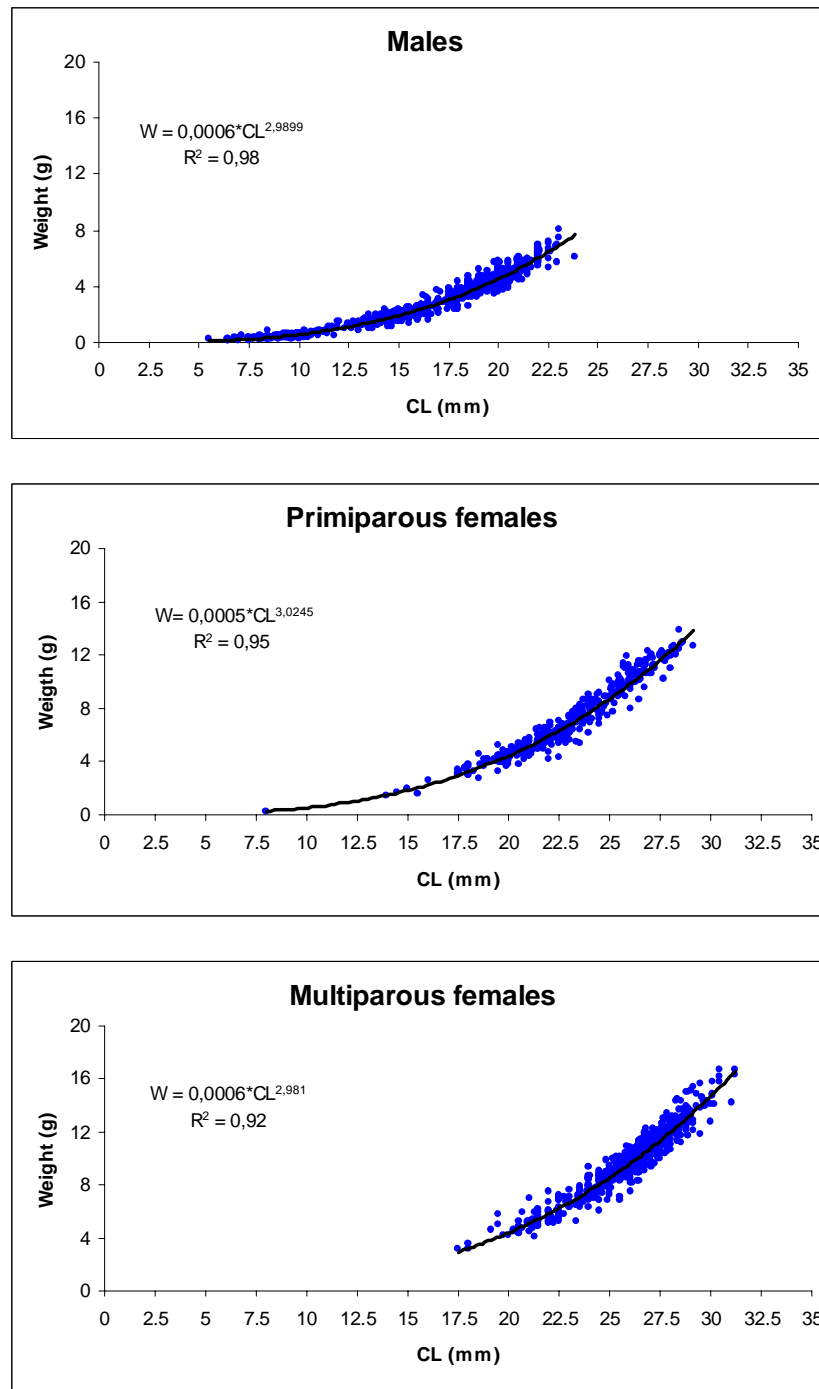 Males
20
16
12
8
4
0
Weight (g)
W = 0,0006*CL^2,9899
R² = 0,98
0 2.5 5 7.5 10 12.5 15 17.5 20 22.5 25 27.5 30 32.5 35
CL (mm)
Primiparous females
20
16
12
8
4
0
Weigth (g)
W= 0,0005*CL^3,0245
R² = 0,95
0 2.5 5 7.5 10 12.5 15 17.5 20 22.5 25 27.5 30 32.5 35
CL (mm)
Multiparous females
20
16
12
8
4
0
Weight (g)
W = 0,0006*CL^2,981
R² = 0,92
0 2.5 5 7.5 10 12.5 15 17.5 20 22.5 25 27.5 30 32.5 35
CL (mm)